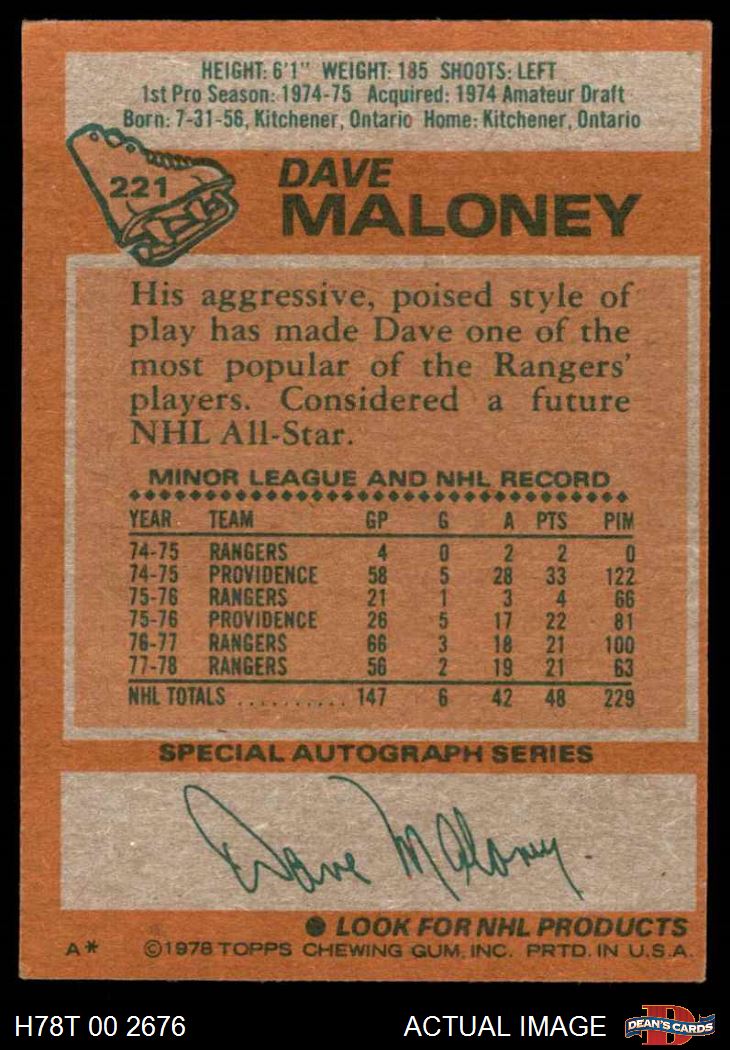 HEIGHT: 6'1" WEIGHT: 185 SHOOTS: LEFT
1st Pro Season: 1974-75 Acquired: 1974 Amateur Draft
Born: 7-31-56, Kitchener, Ontario Home: Kitchener, Ontario
221
DAVE
MALONEY
His aggressive, poised style of
play has made Dave one of the
most popular of the Rangers'
players. Considered a future
NHL All-Star.
MINOR LEAGUE AND NHL RECORD
YEAR TEAM GP G A PTS PIM
74-75 RANGERS 4 0 2 2 0
74-75 PROVIDENCE 58 5 28 33 122
75-76 RANGERS 21 1 3 4 66
75-76 PROVIDENCE 26 5 17 22 81
76-77 RANGERS 66 3 18 21 100
77-78 RANGERS 56 2 19 21 63
NHL TOTALS .......... 147 6 42 48 229
SPECIAL AUTOGRAPH SERIES
Dave Maloney
● LOOK FOR NHL PRODUCTS
A* ©1978 TOPPS CHEWING GUM, INC. PRTD. IN U.S.A.
H78T 00 2676 ACTUAL IMAGE D DEAN'S CARDS